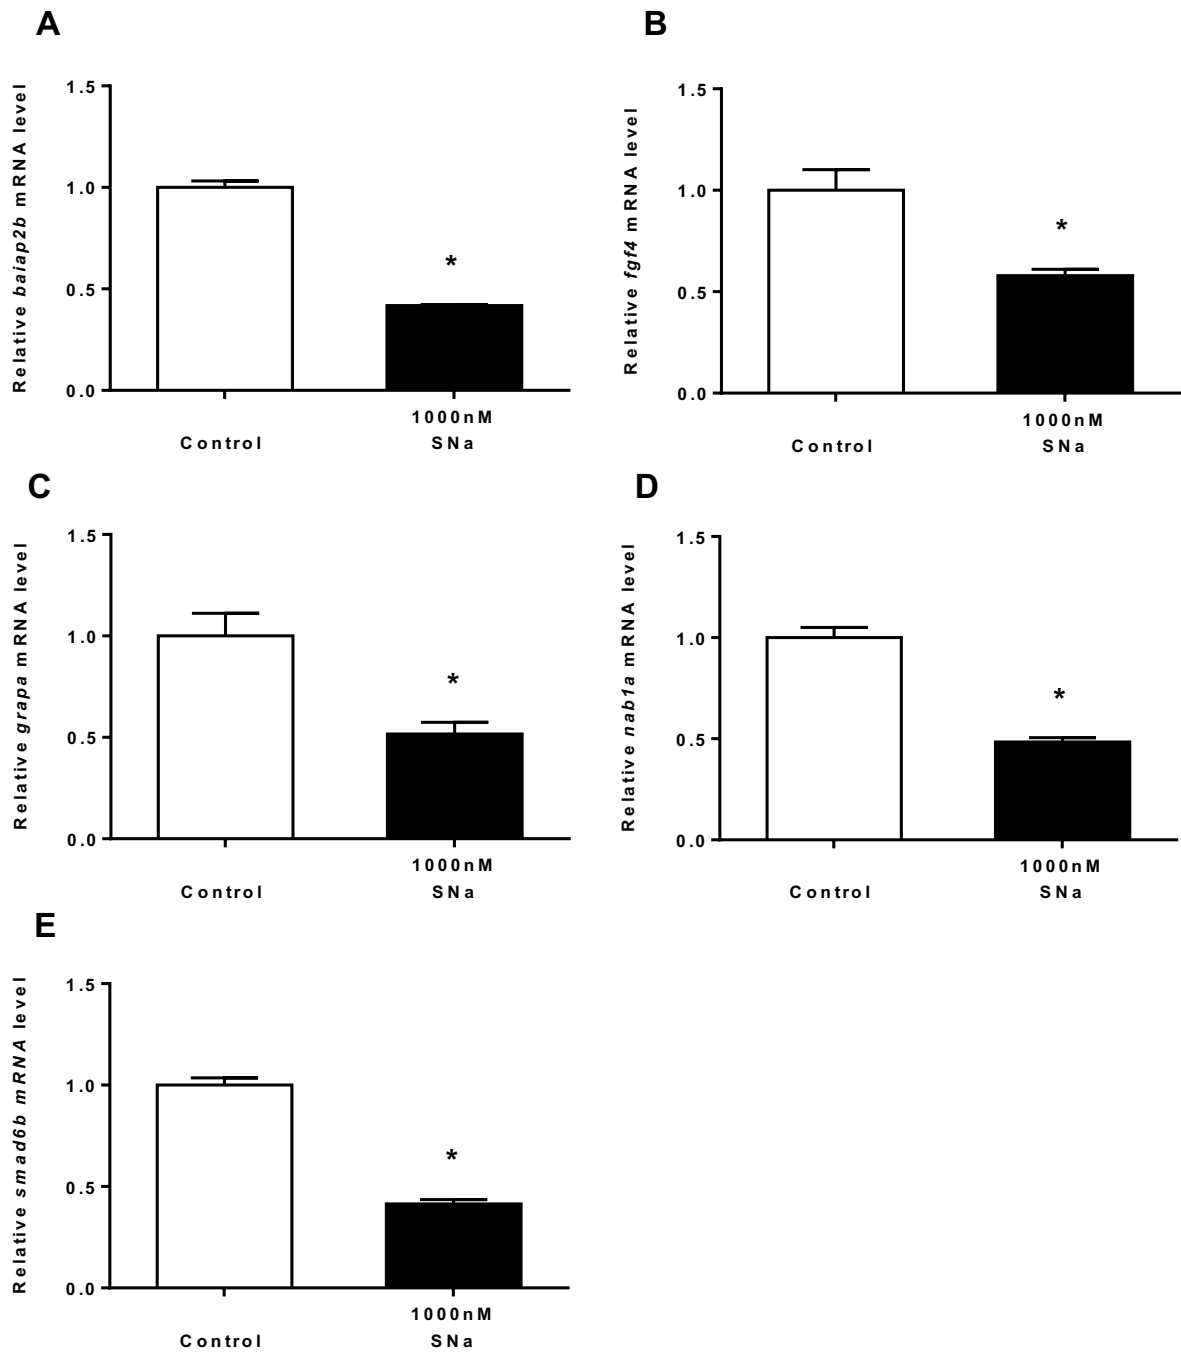 A
Relative baiap2b mRNA level
1.5
1.0
0.5
0.0
*
Control
1000nM
SNa
B
Relative fgf4 mRNA level
1.5
1.0
0.5
0.0
*
Control
1000nM
SNa
C
Relative grapa mRNA level
1.5
1.0
0.5
0.0
*
Control
1000nM
SNa
D
Relative nab1a mRNA level
1.5
1.0
0.5
0.0
*
Control
1000nM
SNa
E
Relative smad6b mRNA level
1.5
1.0
0.5
0.0
*
Control
1000nM
SNa